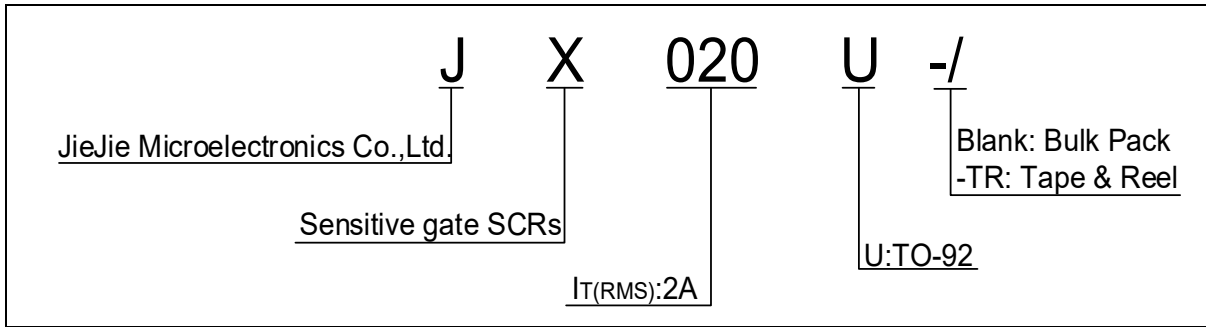 J X 020 U -/
JieJie Microelectronics Co.,Ltd.
Blank: Bulk Pack
-TR: Tape & Reel
Sensitive gate SCRs
U:TO-92
IT(RMS):2A